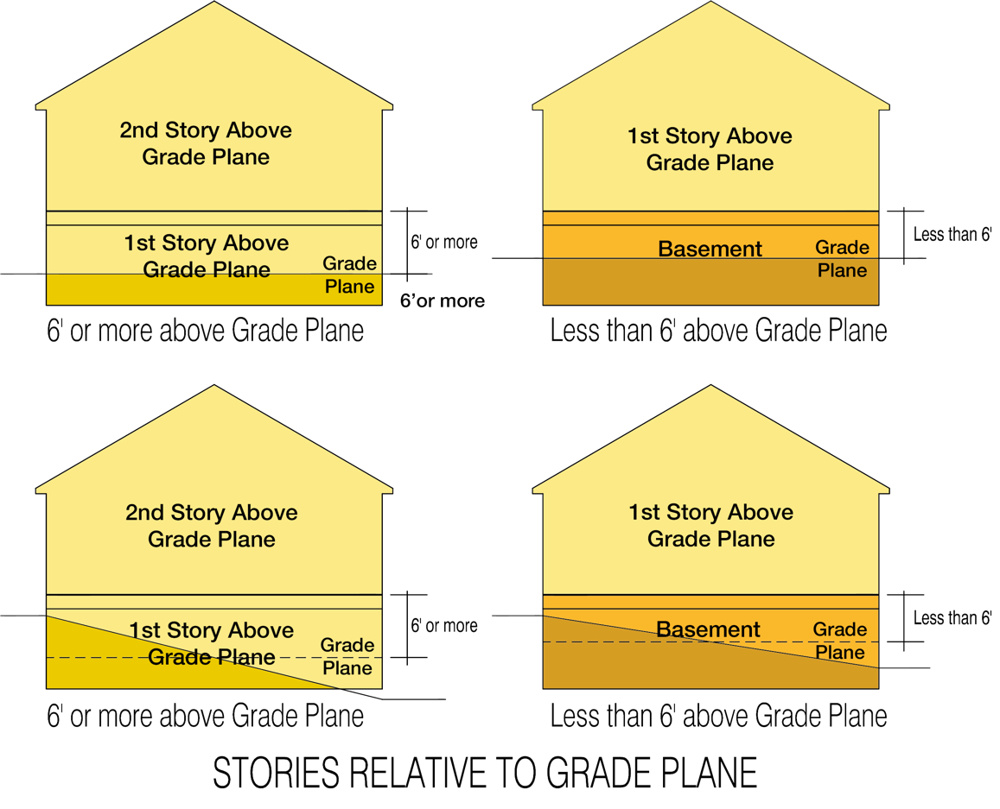 2nd Story Above
Grade Plane
1st Story Above
Grade Plane
Grade
Plane
6' or more
6’or more
6' or more above Grade Plane
1st Story Above
Grade Plane
Basement
Grade
Plane
Less than 6'
Less than 6' above Grade Plane
2nd Story Above
Grade Plane
1st Story Above
Grade Plane
Grade
Plane
6' or more
6' or more above Grade Plane
1st Story Above
Grade Plane
Basement
Grade
Plane
Less than 6'
Less than 6' above Grade Plane
STORIES RELATIVE TO GRADE PLANE